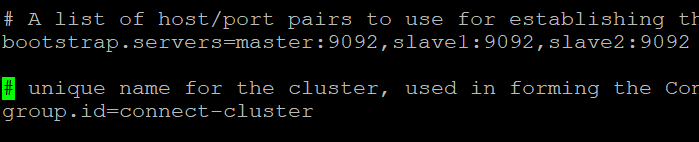 # A list of host/port pairs to use for establishing th
bootstrap.servers=master:9092,slave1:9092,slave2:9092
# unique name for the cluster, used in forming the Con
group.id=connect-cluster